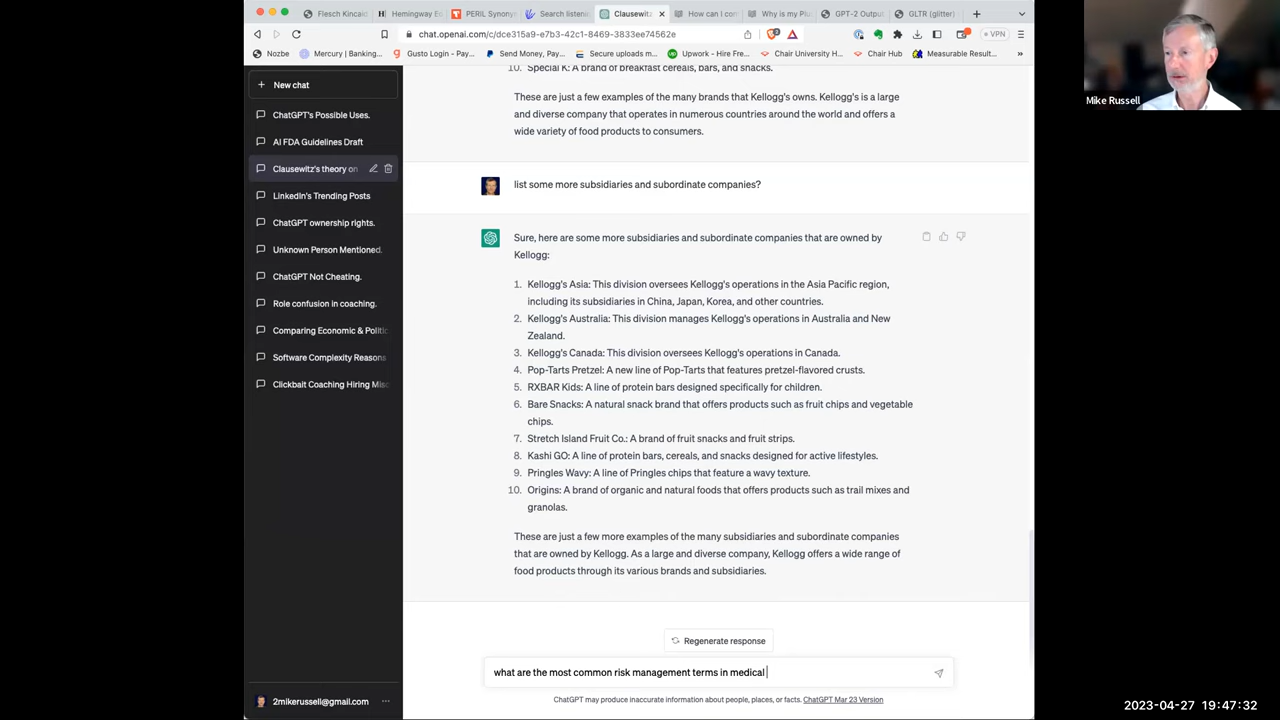 Flesch Kincaid
Hemingway Ed
PERIL Synonym
Search listene
Clausewitz
How can I con
Why is my Plu
GPT-2 Output
GLTR (glitter)
chat.openai.com/c/dce315a9-e7b3-42c1-8469-3833ee74562e
VPN
Nozbe
Mercury | Banking
Gusto Login - Pay...
Send Money, Pay...
Secure uploads m...
Upwork - Hire Fre...
Chair University H...
Chair Hub
Measurable Result...
New chat
ChatGPT's Possible Uses.
AI FDA Guidelines Draft
Clausewitz's theory on
LinkedIn's Trending Posts
ChatGPT ownership rights.
Unknown Person Mentioned.
ChatGPT Not Cheating.
Role confusion in coaching.
Comparing Economic & Politic
Software Complexity Reasons
Clickbait Coaching Hiring Misc
2mikerussell@gmail.com
10. Special K: A brand of breakfast cereals, bars, and snacks.
These are just a few examples of the many brands that Kellogg's owns. Kellogg's is a large
and diverse company that operates in numerous countries around the world and offers a
wide variety of food products to consumers.
list some more subsidiaries and subordinate companies?
Sure, here are some more subsidiaries and subordinate companies that are owned by
Kellogg:
1. Kellogg's Asia: This division oversees Kellogg's operations in the Asia Pacific region,
including its subsidiaries in China, Japan, Korea, and other countries.
2. Kellogg's Australia: This division manages Kellogg's operations in Australia and New
Zealand.
3. Kellogg's Canada: This division oversees Kellogg's operations in Canada.
4. Pop-Tarts Pretzel: A new line of Pop-Tarts that features pretzel-flavored crusts.
5. RXBAR Kids: A line of protein bars designed specifically for children.
6. Bare Snacks: A natural snack brand that offers products such as fruit chips and vegetable
chips.
7. Stretch Island Fruit Co.: A brand of fruit snacks and fruit strips.
8. Kashi GO: A line of protein bars, cereals, and snacks designed for active lifestyles.
9. Pringles Wavy: A line of Pringles chips that feature a wavy texture.
10. Origins: A brand of organic and natural foods that offers products such as trail mixes and
granolas.
These are just a few more examples of the many subsidiaries and subordinate companies
that are owned by Kellogg. As a large and diverse company, Kellogg offers a wide range of
food products through its various brands and subsidiaries.
Regenerate response
what are the most common risk management terms in medical
ChatGPT may produce inaccurate information about people, places, or facts. ChatGPT Mar 23 Version
Mike Russell
2023-04-27 19:47:32